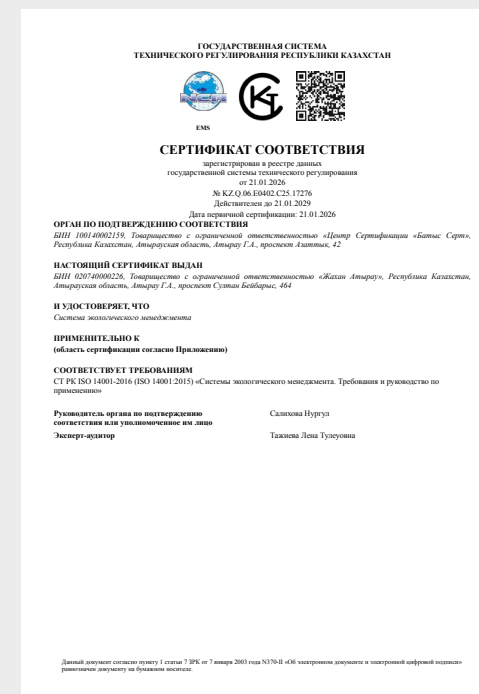 ГОСУДАРСТВЕННАЯ СИСТЕМА
ТЕХНИЧЕСКОГО РЕГУЛИРОВАНИЯ РЕСПУБЛИКИ КАЗАХСТАН
EMS
СЕРТИФИКАТ СООТВЕТСТВИЯ
зарегистрирован в реестре данных
государственной системы технического регулирования
от 21.01.2026
№ KZ.Q.06.E0402.C25.17276
Действителен до 21.01.2029
Дата первичной сертификации: 21.01.2026
ОРГАН ПО ПОДТВЕРЖДЕНИЮ СООТВЕТСТВИЯ
БИН 100140002159, Товарищество с ограниченной ответственностью «Центр Сертификации «Батыс Серт»,
Республика Казахстан, Атырауская область, Атырау Г.А., проспект Азаттык, 42
НАСТОЯЩИЙ СЕРТИФИКАТ ВЫДАН
БИН 020740000226, Товарищество с ограниченной ответственностью «Жахан Атырау», Республика Казахстан,
Атырауская область, Атырау Г.А., проспект Султан Бейбарыс, 464
И УДОСТОВЕРЯЕТ, ЧТО
Система экологического менеджмента
ПРИМЕНИТЕЛЬНО К
(область сертификации согласно Приложению)
СООТВЕТСТВУЕТ ТРЕБОВАНИЯМ
СТ РК ISO 14001-2016 (ISO 14001:2015) «Системы экологического менеджмента. Требования и руководство по
применению»
Руководитель органа по подтверждению Салихова Нургул
соответствия или уполномоченное им лицо
Эксперт-аудитор Тажиева Лена Тулеуовна
Данный документ согласно пункту 1 статьи 7 ЗРК от 7 января 2003 года N370-II «Об электронном документе и электронной цифровой подписи»
равнозначен документу на бумажном носителе.